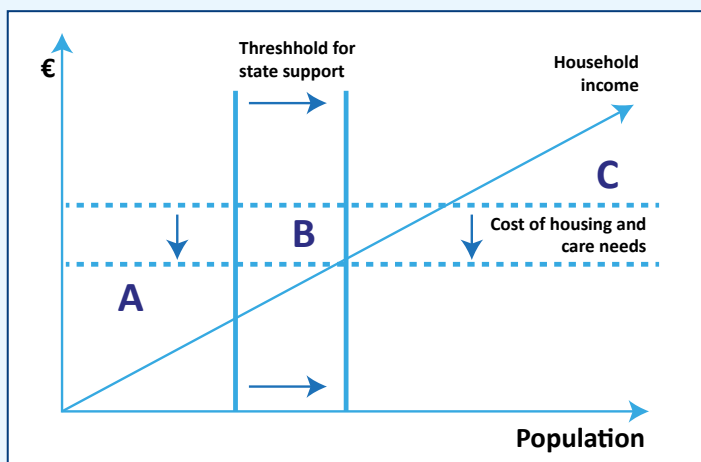 Threshhold for
state support
€
Household
income
C
B
Cost of housing and
care needs
A
Population